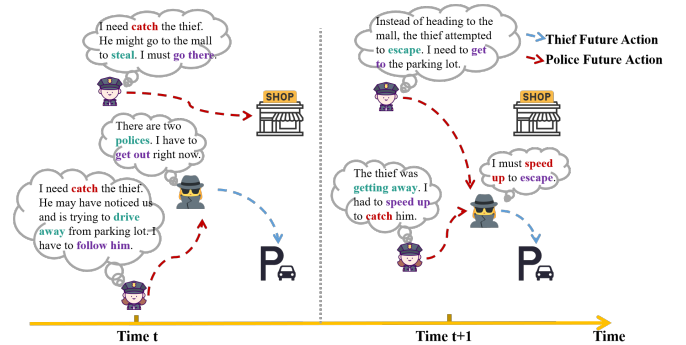 I need catch the thief.
He might go to the mall
to steal. I must go there.
SHOP
There are two
polices. I have to
get out right now.
I need catch the thief.
He may have noticed us
and is trying to drive
away from parking lot. I
have to follow him.
P
Instead of heading to the
mall, the thief attempted
to escape. I need to get
to the parking lot.
Thief Future Action
Police Future Action
SHOP
The thief was
getting away. I
had to speed up
to catch him.
I must speed
up to escape.
P
Time t
Time t+1
Time